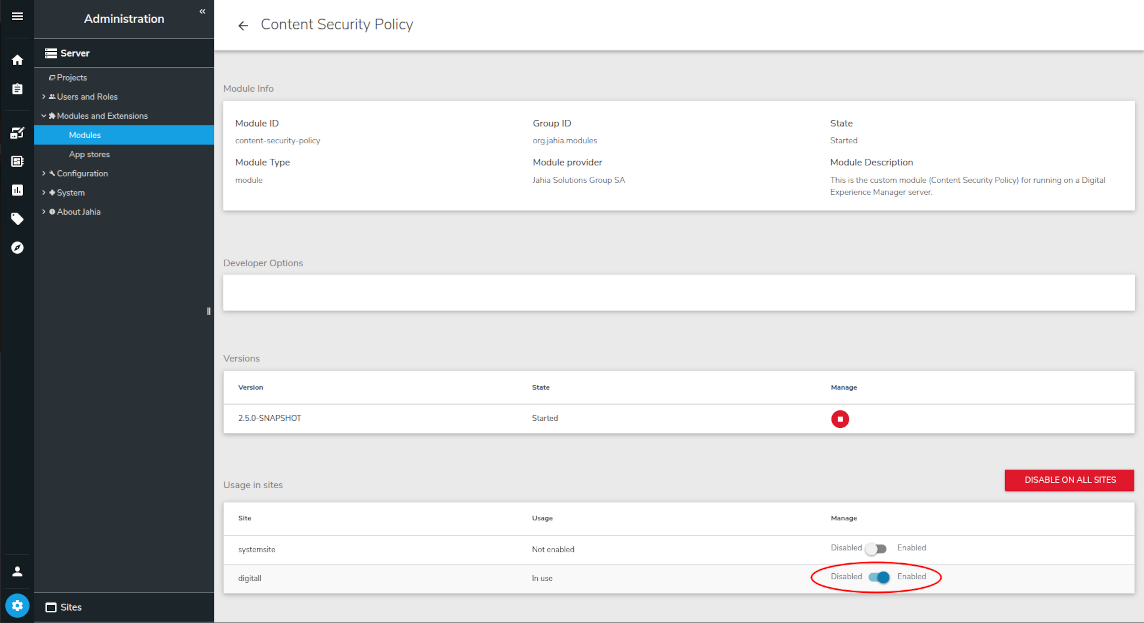 Administration
«
Server
Projects
Users and Roles
Modules and Extensions
Modules
App stores
Configuration
System
About Jahia
Sites
Content Security Policy
Module Info
Module ID Group ID State
content-security-policy org.jahia.modules Started
Module Type Module provider Module Description
module Jahia Solutions Group SA This is the custom module (Content Security Policy) for running on a Digital
Experience Manager server.
Developer Options
Versions
Version State Manage
2.5.0-SNAPSHOT Started
Usage in sites DISABLE ON ALL SITES
Site Usage Manage
systemsite Not enabled Disabled Enabled
digitall In use Disabled Enabled